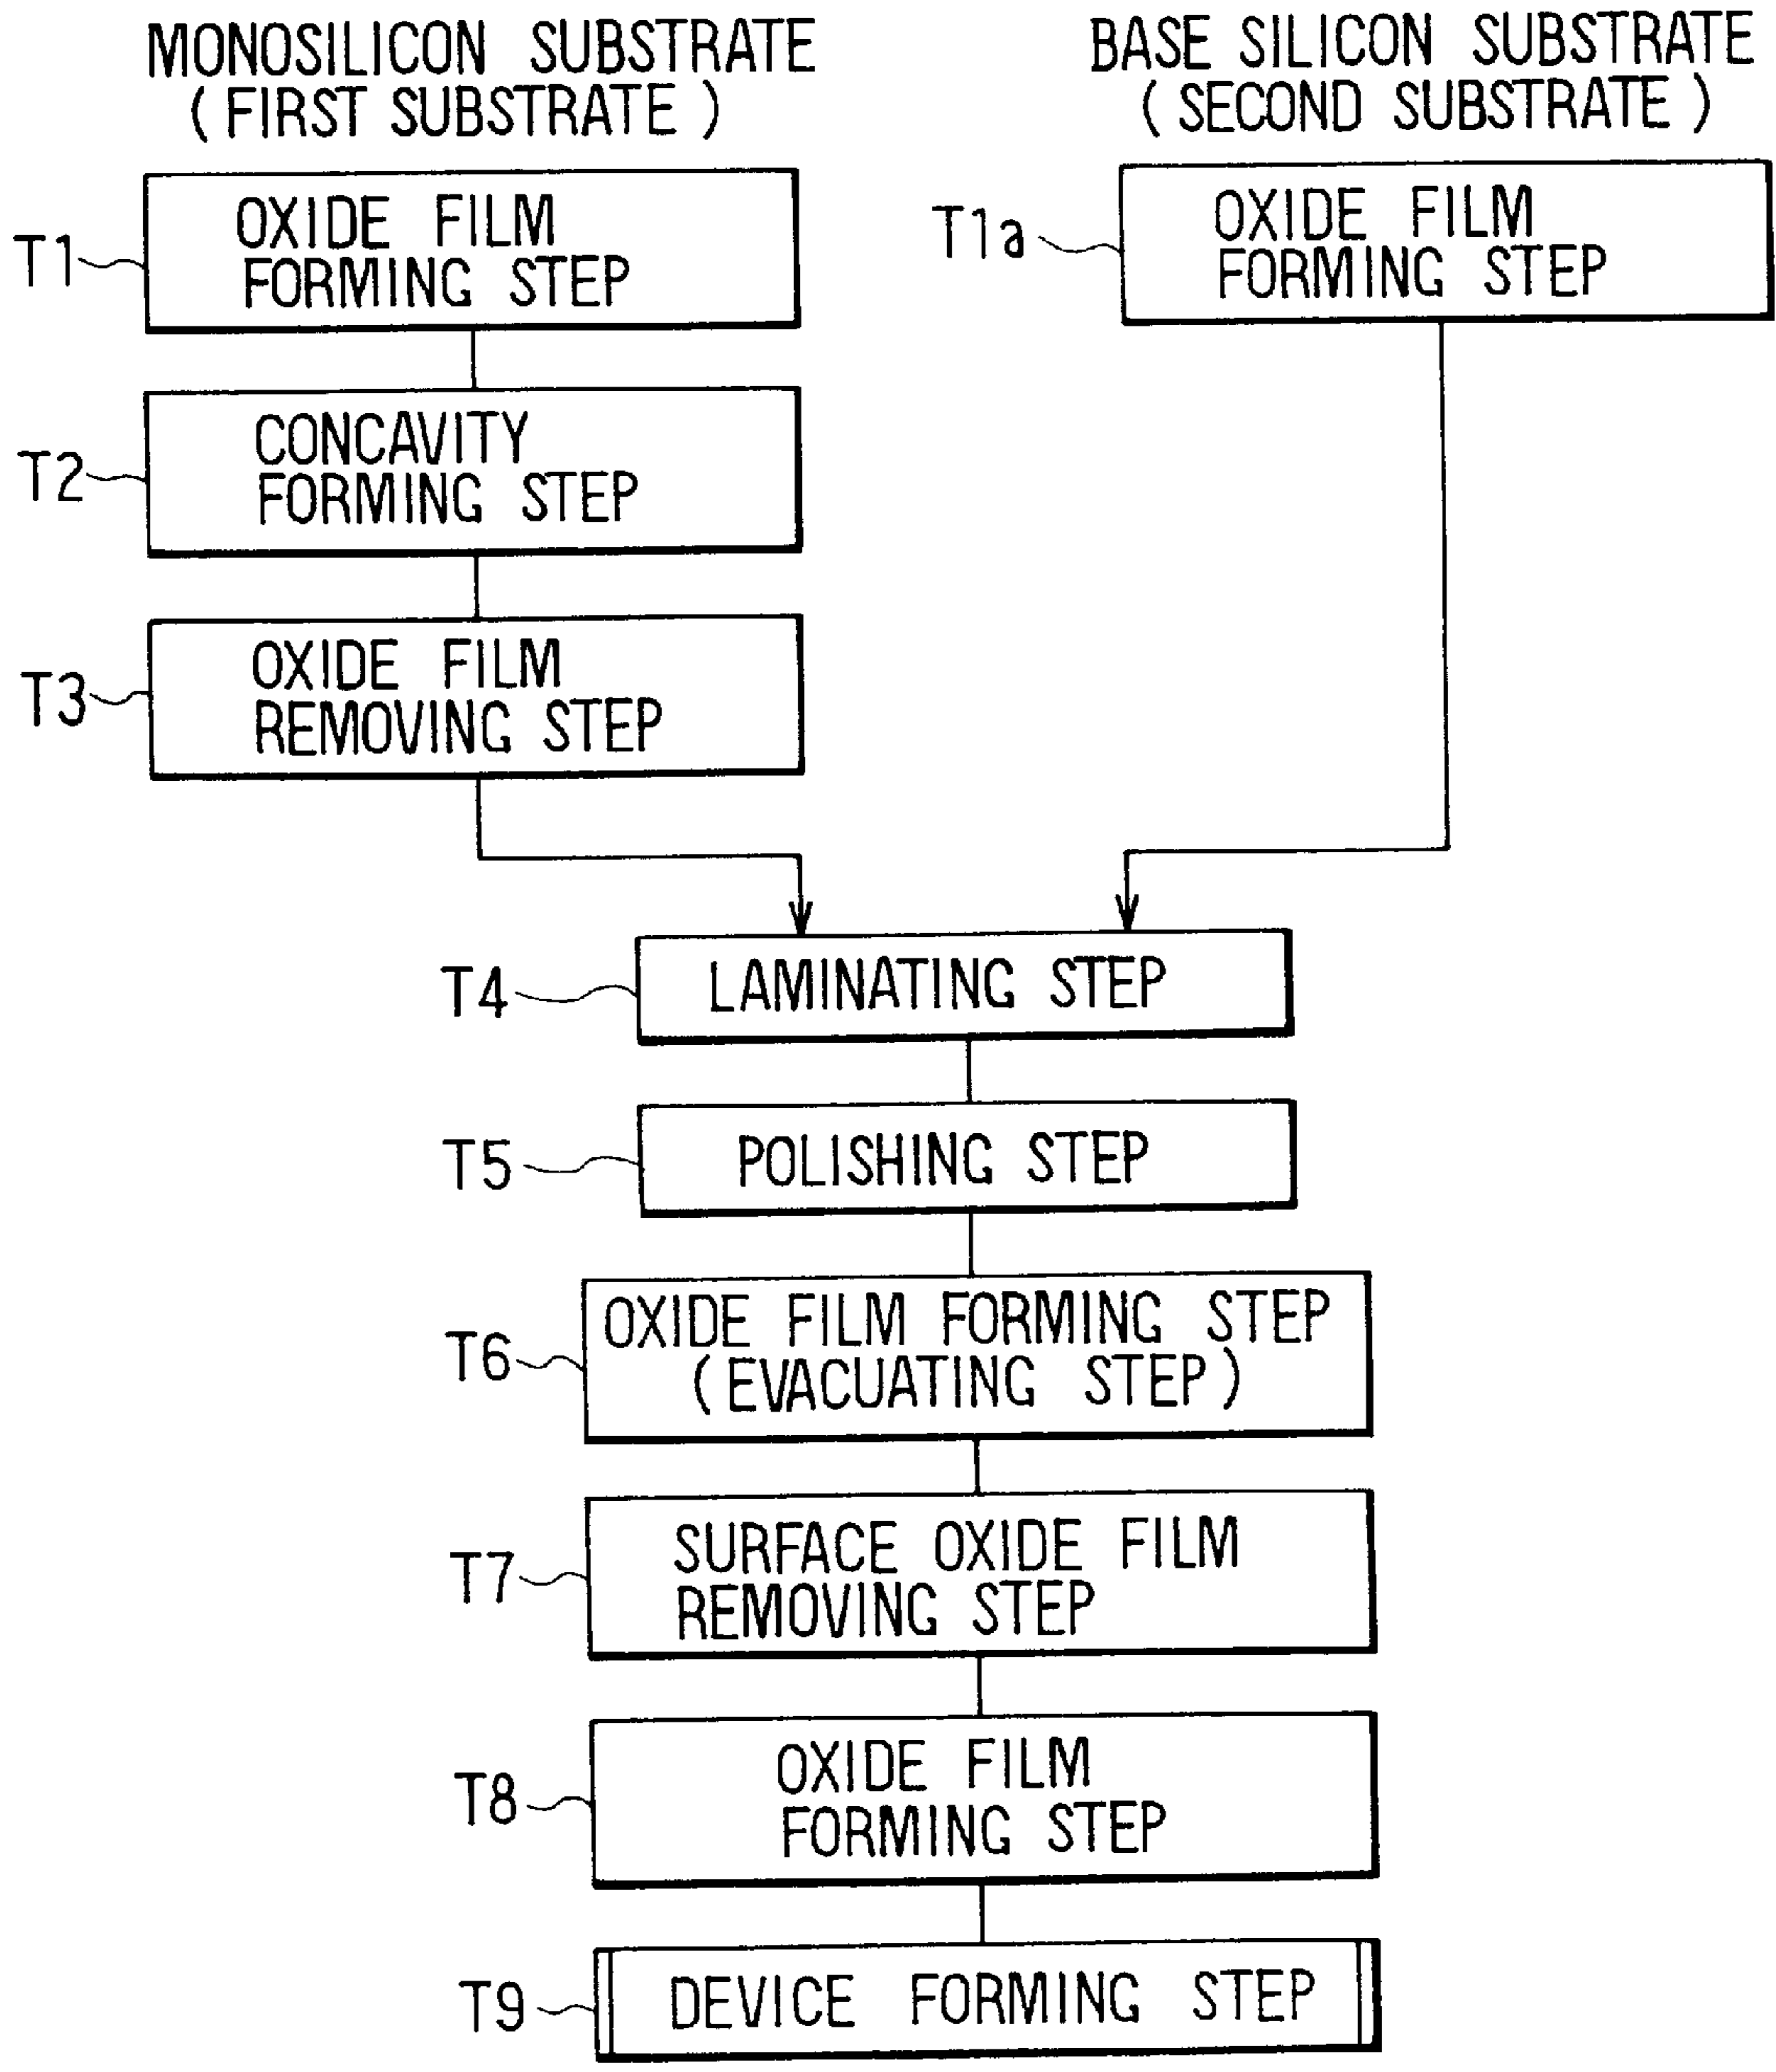 MONOSILICON SUBSTRATE
(FIRST SUBSTRATE)
BASE SILICON SUBSTRATE
(SECOND SUBSTRATE)
T1
OXIDE FILM
FORMING STEP
T1a
OXIDE FILM
FORMING STEP
T2
CONCAVITY
FORMING STEP
T3
OXIDE FILM
REMOVING STEP
T4
LAMINATING STEP
T5
POLISHING STEP
T6
OXIDE FILM FORMING STEP
(EVACUATING STEP)
T7
SURFACE OXIDE FILM
REMOVING STEP
T8
OXIDE FILM
FORMING STEP
T9
DEVICE FORMING STEP